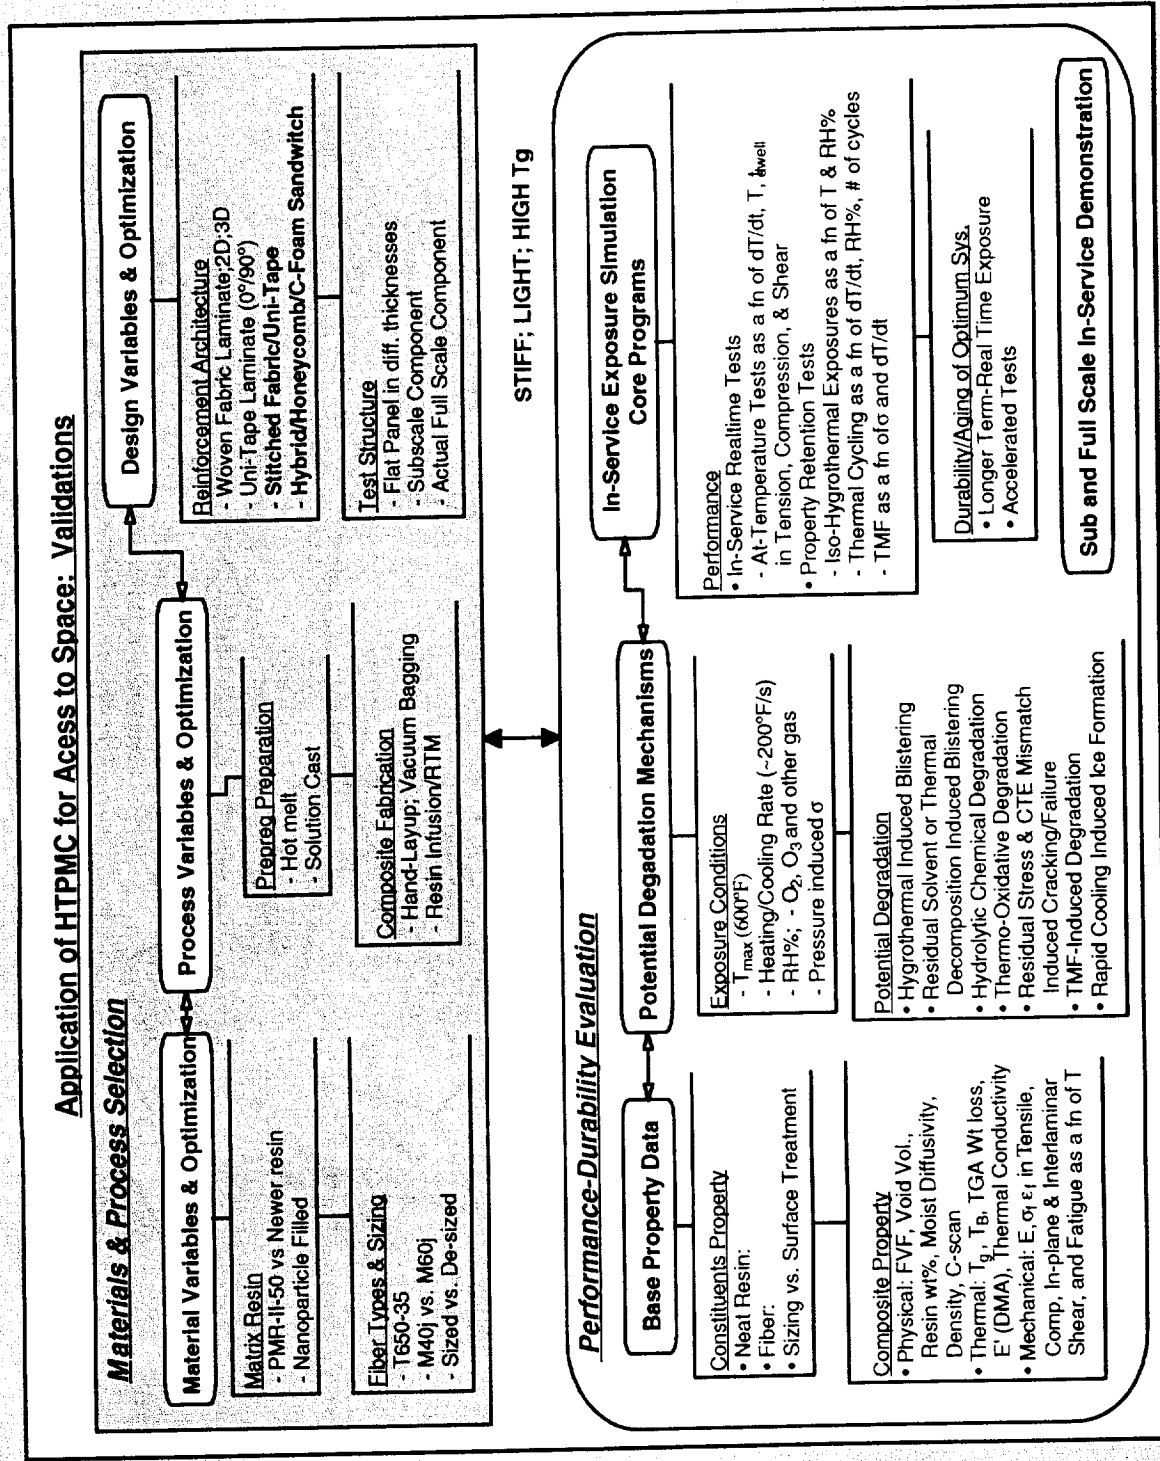 Application of HTPMC for Acess to Space: Validations
Materials & Process Selection
Material Variables & Optimization
Matrix Resin
- PMR-II-50 vs Newer resin
- Nanoparticle Filled
Fiber Types & Sizing
- T650-35
- M40j vs. M60j
- Sized vs. De-sized
Process Variables & Optimization
Prepreg Preparation
- Hot melt
- Solution Cast
Composite Fabrication
- Hand-Layup; Vacuum Bagging
- Resin Infusion/RTM
Design Variables & Optimization
Reinforcement Architecture
- Woven Fabric Laminate;2D;3D
- Uni-Tape Laminate (0°/90°)
- Stitched Fabric/Uni-Tape
- Hybrid/Honeycomb/C-Foam Sandwitch
Test Structure
- Flat Panel in diff. thicknesses
- Subscale Component
- Actual Full Scale Component
STIFF; LIGHT; HIGH Tg
Performance-Durability Evaluation
Base Property Data
Constituents Property
• Neat Resin:
• Fiber:
• Sizing vs. Surface Treatment
Composite Property
• Physical: FVF, Void Vol.,
Resin wt%, Moist Diffusivity,
Density, C-scan
• Thermal: Tg, TB, TGA Wt loss,
E' (DMA), Thermal Conductivity
• Mechanical: E, σf εf in Tensile,
Comp, In-plane & Interlaminar
Shear, and Fatigue as a fn of T
Potential Degadation Mechanisms
Exposure Conditions
- Tmax (600°F)
- Heating/Cooling Rate (~200°F/s)
- RH%; - O2, O3 and other gas
- Pressure induced σ
Potential Degradation
• Hygrothermal Induced Blistering
• Residual Solvent or Thermal
Decomposition Induced Blistering
• Hydrolytic Chemical Degradation
• Thermo-Oxidative Degradation
• Residual Stress & CTE Mismatch
Induced Cracking/Failure
• TMF-Induced Degradation
• Rapid Cooling Induced Ice Formation
In-Service Exposure Simulation
Core Programs
Performance
• In-Service Realtime Tests
- At-Temperature Tests as a fn of dT/dt, T, tdwell
in Tension, Compression, & Shear
• Property Retention Tests
- Iso-Hygrothermal Exposures as a fn of T & RH%
- Thermal Cycling as a fn of dT/dt, RH%, # of cycles
- TMF as a fn of σ and dT/dt
Durability/Aging of Optimum Sys.
• Longer Term-Real Time Exposure
• Accelerated Tests
Sub and Full Scale In-Service Demonstration